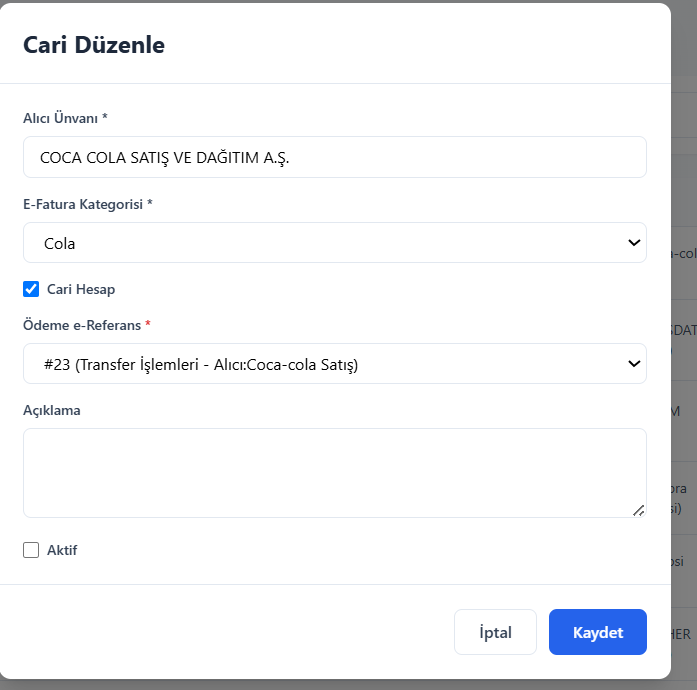 Cari Düzenle
Alıcı Ünvanı *
COCA COLA SATIŞ VE DAĞITIM A.Ş.
E-Fatura Kategorisi *
Cola
Cari Hesap
Ödeme e-Referans *
#23 (Transfer İşlemleri - Alıcı:Coca-cola Satış)
Açıklama
Aktif
İptal
Kaydet